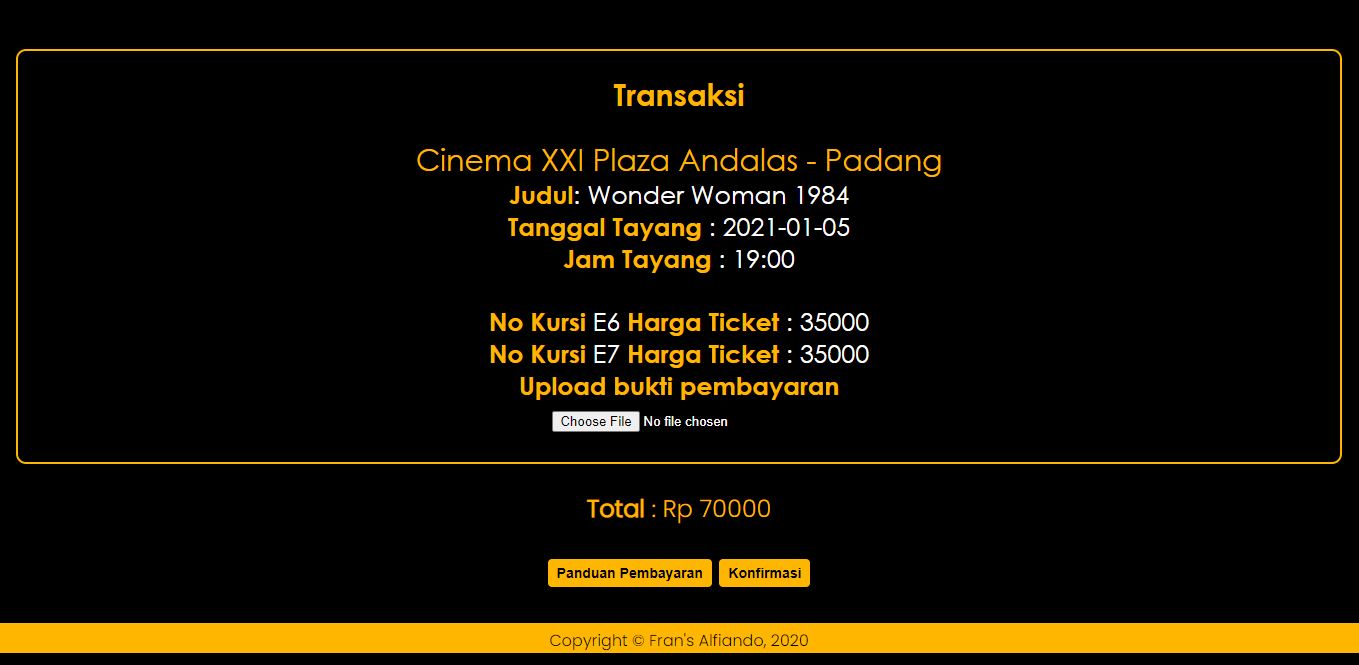 Transaksi
Cinema XXI Plaza Andalas - Padang
Judul: Wonder Woman 1984
Tanggal Tayang : 2021-01-05
Jam Tayang : 19:00
No Kursi E6 Harga Ticket : 35000
No Kursi E7 Harga Ticket : 35000
Upload bukti pembayaran
Choose File No file chosen
Total : Rp 70000
Panduan Pembayaran Konfirmasi
Copyright © Fran's Alfiando, 2020